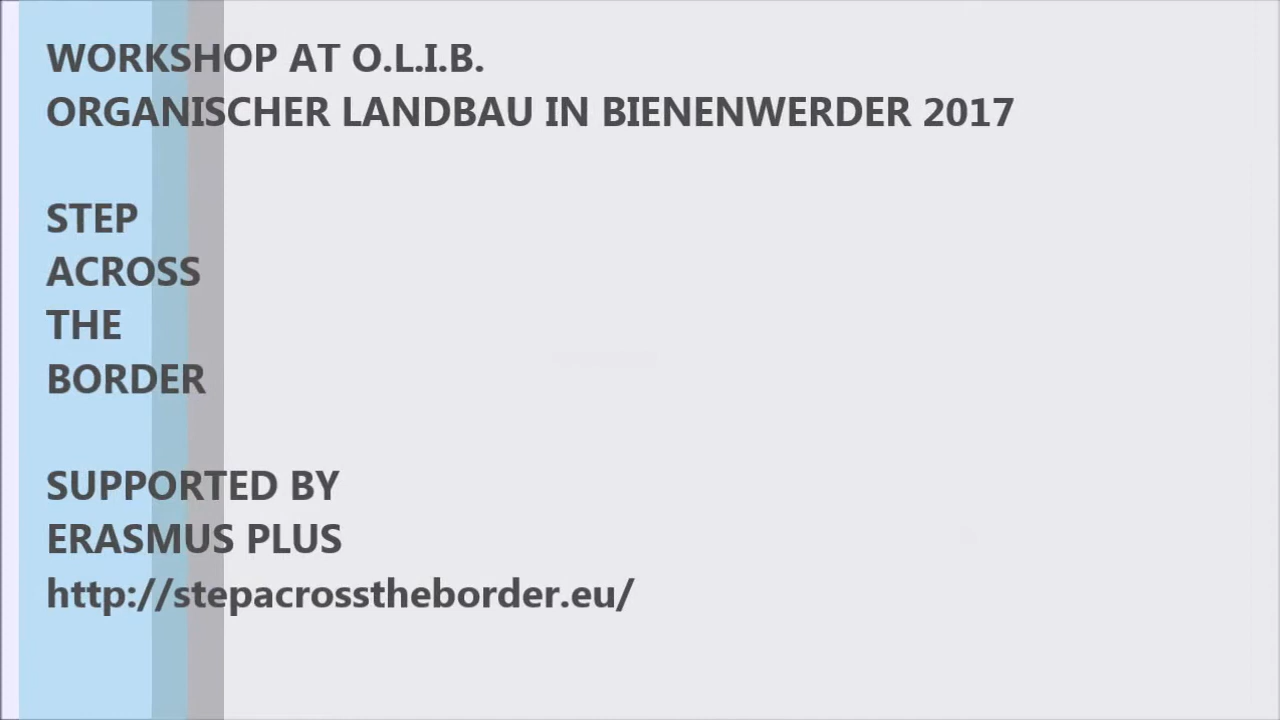 WORKSHOP AT O.L.I.B.
ORGANISCHER LANDBAU IN BIENENWERDER 2017
STEP
ACROSS
THE
BORDER
SUPPORTED BY
ERASMUS PLUS
http://stepacrosstheborder.eu/